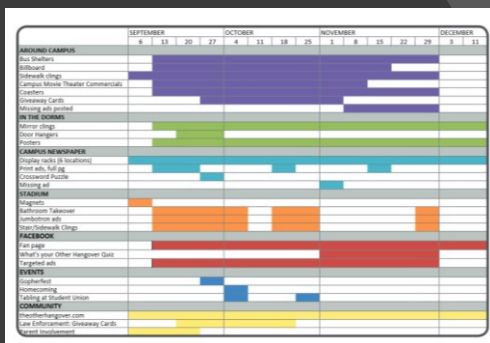 SEPTEMBER OCTOBER NOVEMBER DECEMBER
6 13 20 27 4 11 18 25 1 8 15 22 29 3 11
AROUND CAMPUS
Bus Shelters
Billboard
Sidewalk clings
Campus Movie Theater Commercials
Coasters
Giveaway Cards
Missing ads posted
IN THE DORMS
Mirror clings
Door Hangers
Posters
CAMPUS NEWSPAPER
Display racks (6 locations)
Print ads, full pg
Crossword Puzzle
Missing ad
STADIUM
Magnets
Bathroom Takeover
Jumbotron ads
Stair/Sidewalk Clings
FACEBOOK
Fan page
What's your Other Hangover Quiz
Targeted ads
EVENTS
Gopherfest
Homecoming
Tabling at Student Union
COMMUNITY
theotherhangover.com
Law Enforcement: Giveaway Cards
Parent Involvement